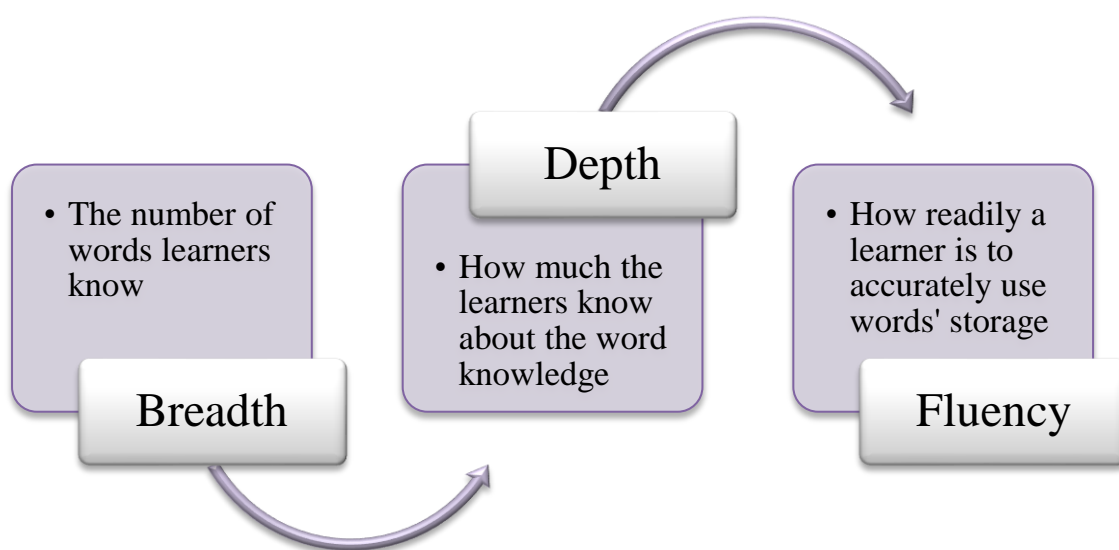 • The number of
words learners
know
Breadth
Depth
• How much the
learners know
about the word
knowledge
• How readily a
learner is to
accurately use
words' storage
Fluency